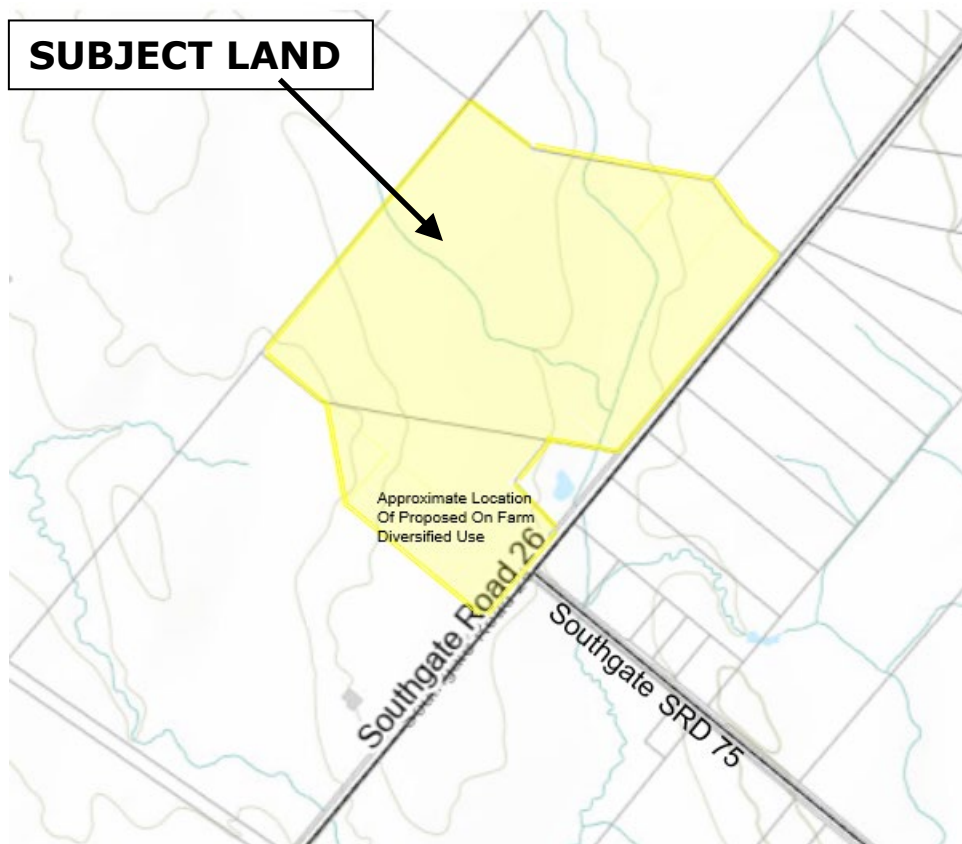 SUBJECT LAND
Approximate Location
Of Proposed On Farm
Diversified Use
Southgate Road 26
Southgate SRD 75